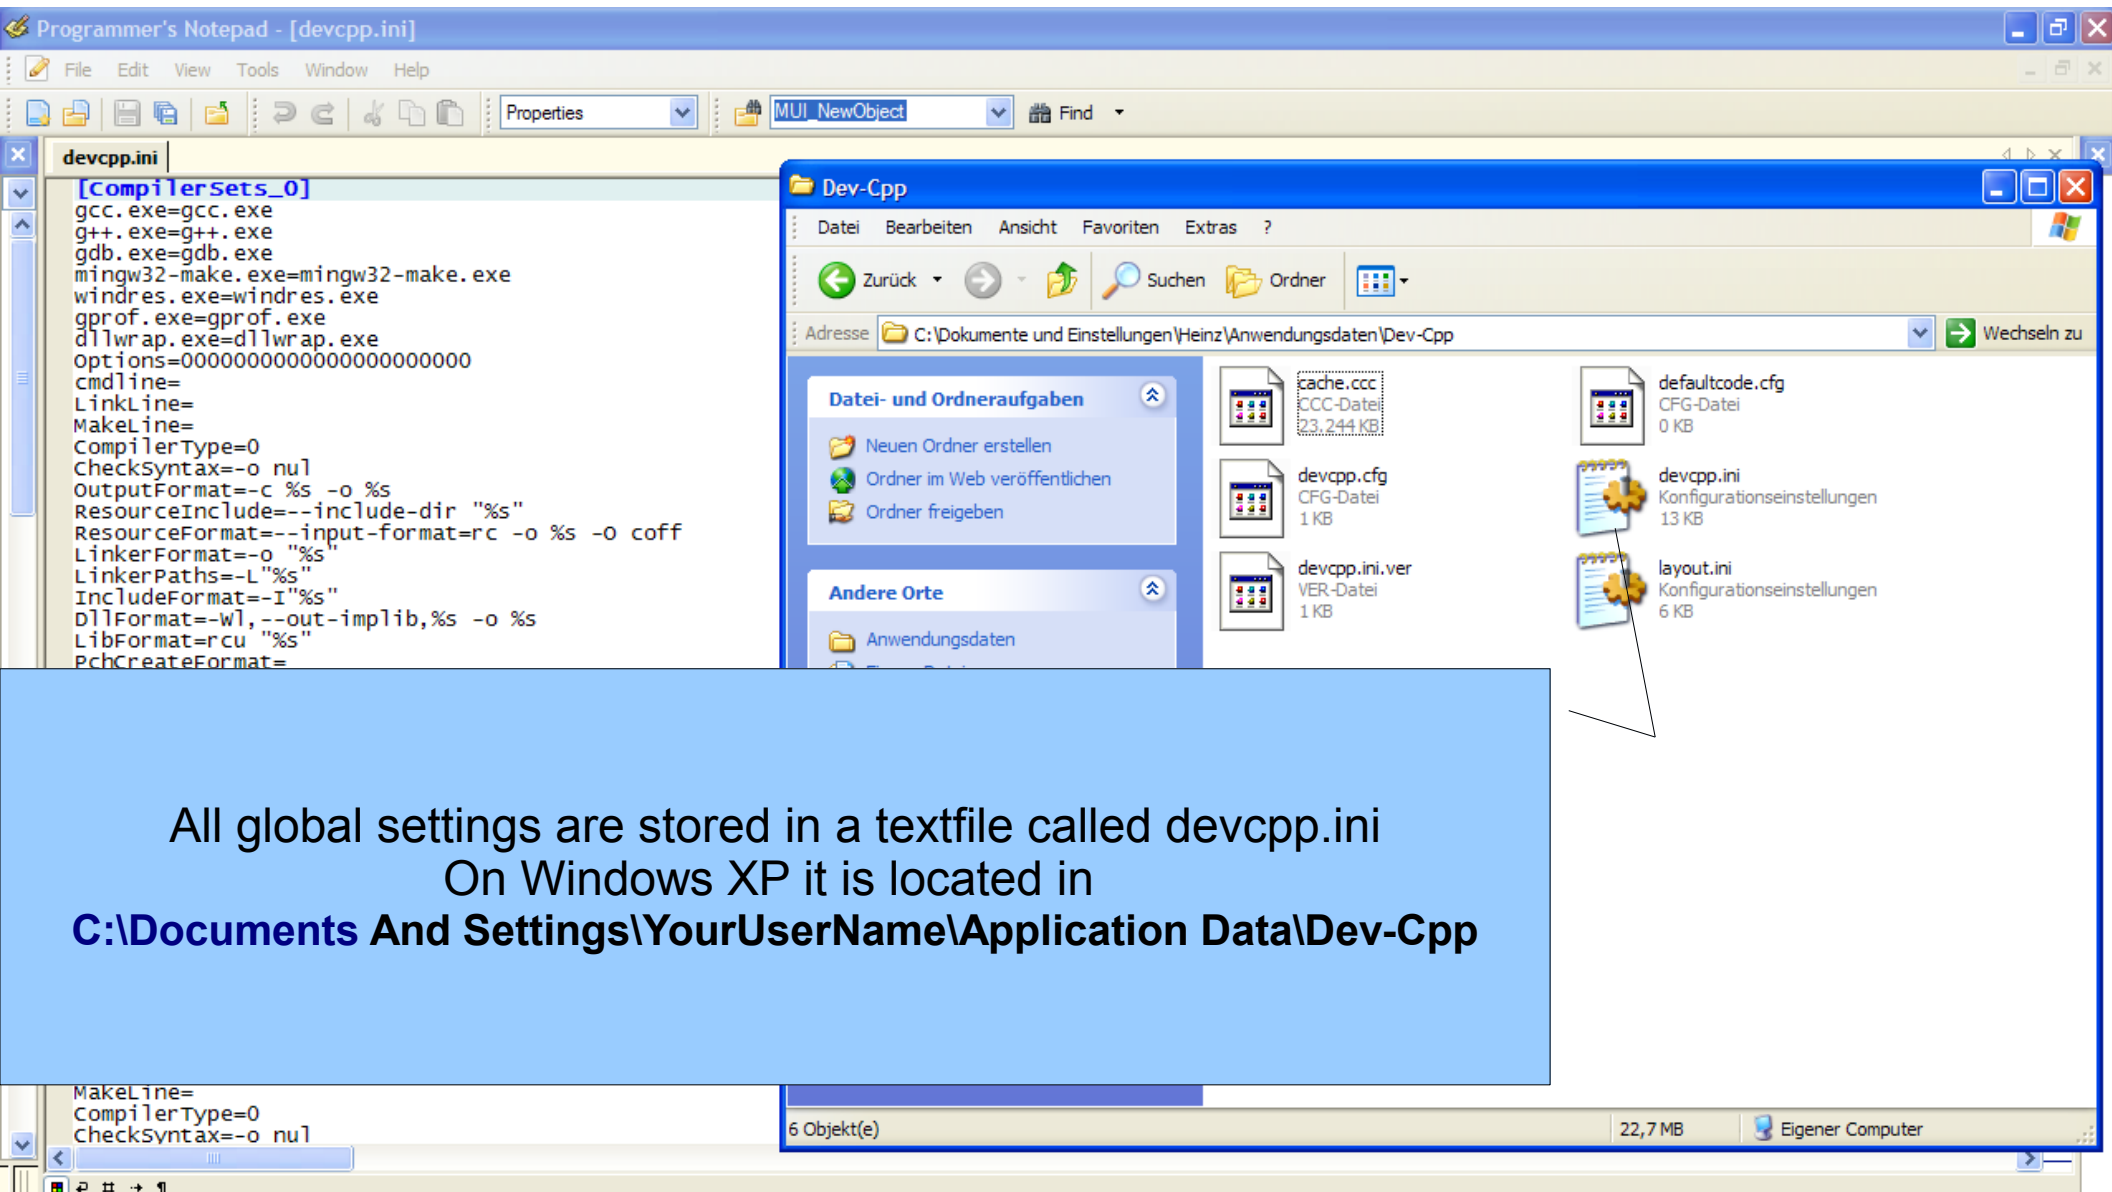 Programmer's Notepad - [devcpp.ini]
File Edit View Tools Window Help
Properties MUI_NewObject Find
devcpp.ini
[CompilerSets_0]
gcc.exe=gcc.exe
g++.exe=g++.exe
gdb.exe=gdb.exe
mingw32-make.exe=mingw32-make.exe
windres.exe=windres.exe
gprof.exe=gprof.exe
dllwrap.exe=dllwrap.exe
Options=0000000000000000000000
cmdline=
LinkLine=
MakeLine=
CompilerType=0
CheckSyntax=-o nul
OutputFormat=-c %s -o %s
ResourceInclude=--include-dir "%s"
ResourceFormat=--input-format=rc -o %s -O coff
LinkerFormat=-o "%s"
LinkerPaths=-L"%s"
IncludeFormat=-I"%s"
DllFormat=-Wl,--out-implib,%s -o %s
LibFormat=rcu "%s"
PchCreateFormat=
Dev-Cpp
Datei Bearbeiten Ansicht Favoriten Extras ?
Zurück Suchen Ordner
Adresse C:\Dokumente und Einstellungen\Heinz\Anwendungsdaten\Dev-Cpp Wechseln zu
Datei- und Ordneraufgaben
Neuen Ordner erstellen
Ordner im Web veröffentlichen
Ordner freigeben
Andere Orte
Anwendungsdaten
cache.ccc
CCC-Datei
23.244 KB
defaultcode.cfg
CFG-Datei
0 KB
devcpp.cfg
CFG-Datei
1 KB
devcpp.ini
Konfigurationseinstellungen
13 KB
devcpp.ini.ver
VER-Datei
1 KB
layout.ini
Konfigurationseinstellungen
6 KB
All global settings are stored in a textfile called devcpp.ini
On Windows XP it is located in
C:\Documents And Settings\YourUserName\Application Data\Dev-Cpp
MakeLine=
CompilerType=0
CheckSyntax=-o nul
6 Objekt(e) 22,7 MB Eigener Computer